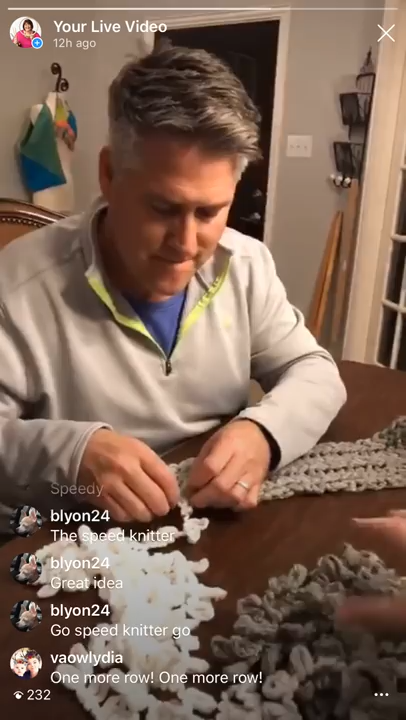 Your Live Video
12h ago
Speedy
blyon24
The speed knitter
blyon24
Great idea
blyon24
Go speed knitter go
vaowlydia
One more row! One more row!
232